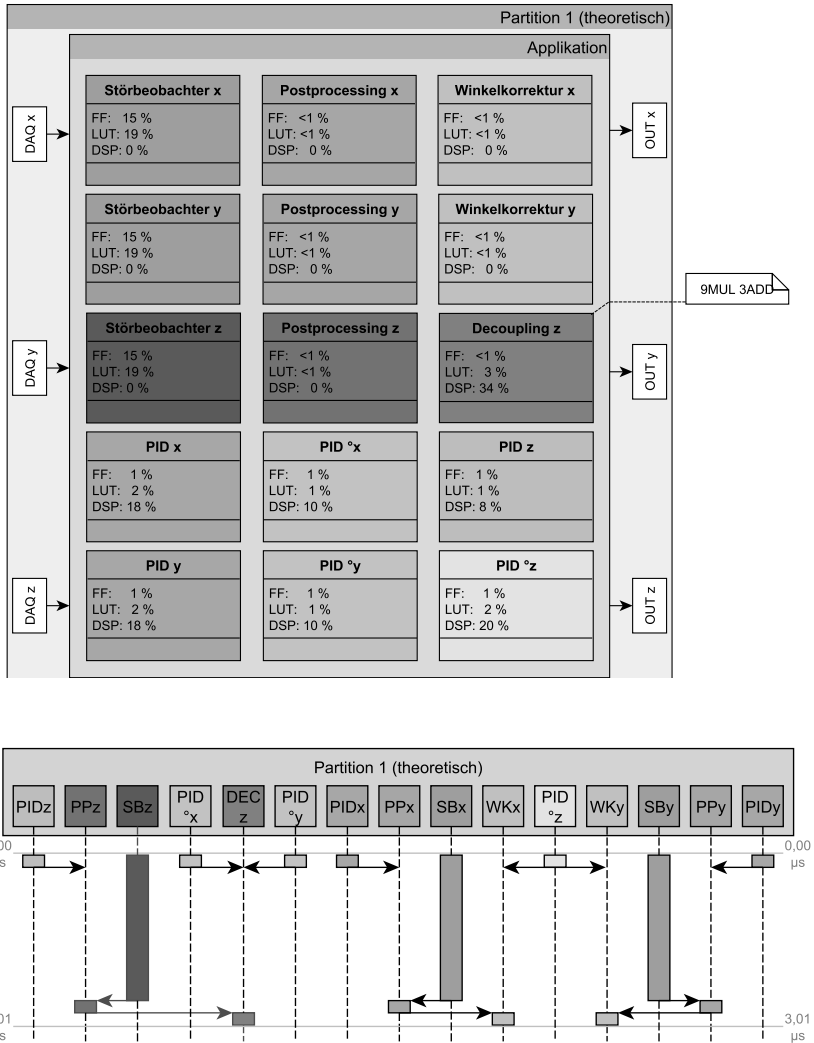 Partition 1 (theoretisch)
Applikation
DAQ x
Störbeobachter x
FF: 15 %
LUT: 19 %
DSP: 0 %
Postprocessing x
FF: <1 %
LUT: <1 %
DSP: 0 %
Winkelkorrektur x
FF: <1 %
LUT: <1 %
DSP: 0 %
OUT x
Störbeobachter y
FF: 15 %
LUT: 19 %
DSP: 0 %
Postprocessing y
FF: <1 %
LUT: <1 %
DSP: 0 %
Winkelkorrektur y
FF: <1 %
LUT: <1 %
DSP: 0 %
9MUL 3ADD
DAQ y
Störbeobachter z
FF: 15 %
LUT: 19 %
DSP: 0 %
Postprocessing z
FF: <1 %
LUT: <1 %
DSP: 0 %
Decoupling z
FF: <1 %
LUT: 3 %
DSP: 34 %
OUT y
PID x
FF: 1 %
LUT: 2 %
DSP: 18 %
PID °x
FF: 1 %
LUT: 1 %
DSP: 10 %
PID z
FF: 1 %
LUT: 1 %
DSP: 8 %
DAQ z
PID y
FF: 1 %
LUT: 2 %
DSP: 18 %
PID °y
FF: 1 %
LUT: 1 %
DSP: 10 %
PID °z
FF: 1 %
LUT: 2 %
DSP: 20 %
OUT z
Partition 1 (theoretisch)
PIDz
PPz
SBz
PID
°x
DEC
z
PID
°y
PIDx
PPx
SBx
WKx
PID
°z
WKy
SBy
PPy
PIDy
00
s
0,00
µs
01
s
3,01
µs